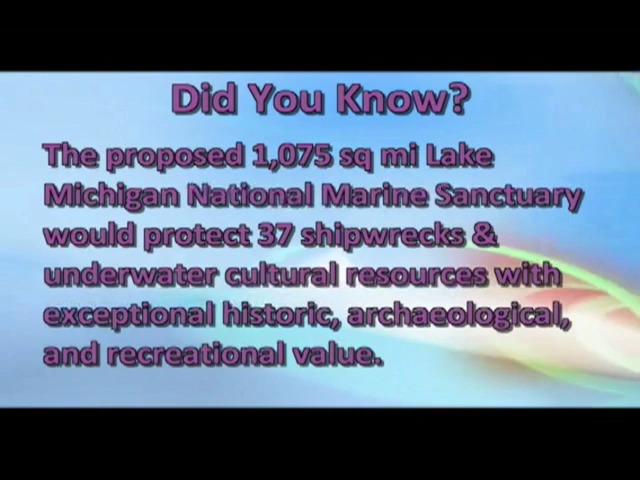 Did You Know?
The proposed 1,075 sq mi Lake
Michigan National Marine Sanctuary
would protect 37 shipwrecks &
underwater cultural resources with
exceptional historic, archaeological,
and recreational value.